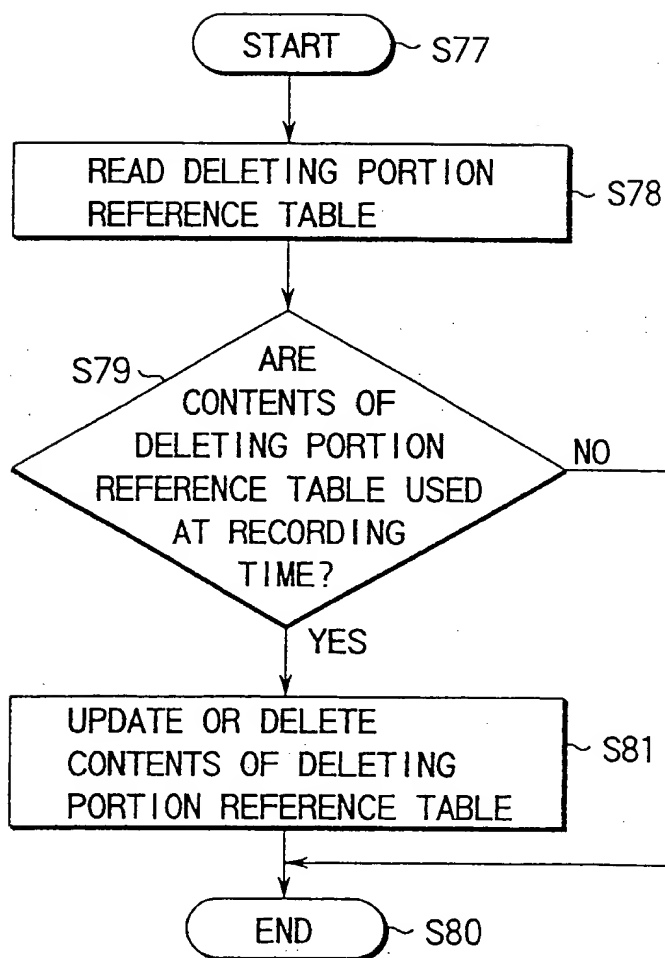 START
S77
READ DELETING PORTION
REFERENCE TABLE
S78
S79
ARE
CONTENTS OF
DELETING PORTION
REFERENCE TABLE USED
AT RECORDING
TIME?
NO
YES
UPDATE OR DELETE
CONTENTS OF DELETING
PORTION REFERENCE TABLE
S81
END
S80